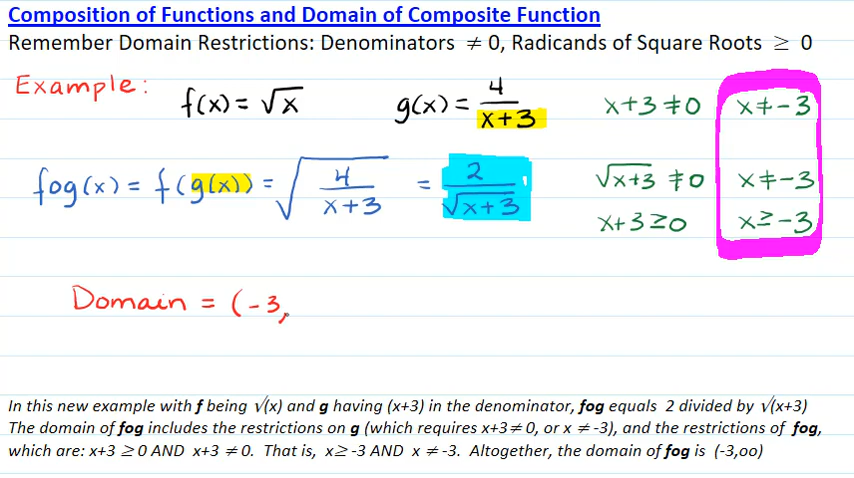 Composition of Functions and Domain of Composite Function
Remember Domain Restrictions: Denominators ≠ 0, Radicands of Square Roots ≥ 0
Example: f(x) = √x g(x) = 4/(x+3) x+3 ≠ 0 x ≠ -3
fog(x) = f(g(x)) = √(4/(x+3)) = 2/√(x+3) √(x+3) ≠ 0 x ≠ -3
x+3 ≥ 0 x ≥ -3
Domain = (-3,
In this new example with f being √(x) and g having (x+3) in the denominator, fog equals 2 divided by √(x+3)
The domain of fog includes the restrictions on g (which requires x+3 ≠ 0, or x ≠ -3), and the restrictions of fog,
which are: x+3 ≥ 0 AND x+3 ≠ 0. That is, x ≥ -3 AND x ≠ -3. Altogether, the domain of fog is (-3,oo)